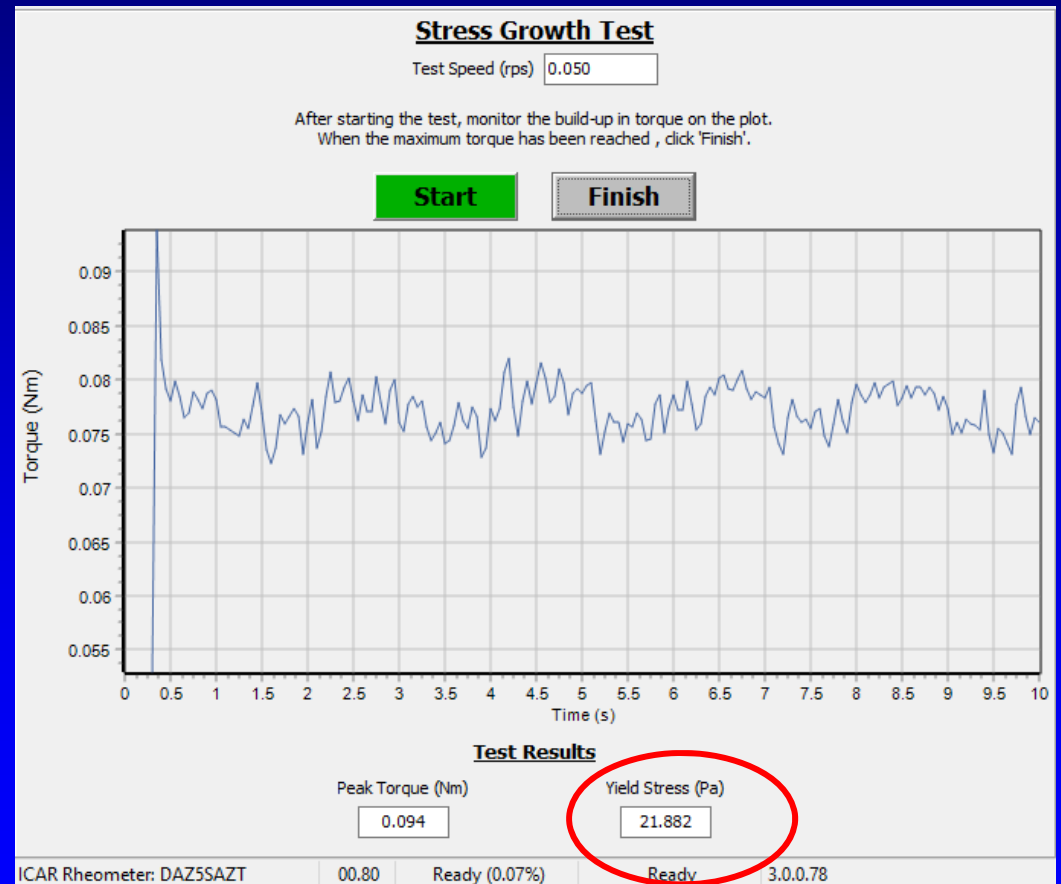 Stress Growth Test
Test Speed (rps) 0.050
After starting the test, monitor the build-up in torque on the plot.
When the maximum torque has been reached , click 'Finish'.
Start Finish
0.09
0.085
0.08
0.075
0.07
0.065
0.06
0.055
Torque (Nm)
0 0.5 1 1.5 2 2.5 3 3.5 4 4.5 5 5.5 6 6.5 7 7.5 8 8.5 9 9.5 10
Time (s)
Test Results
Peak Torque (Nm) Yield Stress (Pa)
0.094 21.882
ICAR Rheometer: DAZ5SAZT 00.80 Ready (0.07%) Ready 3.0.0.78